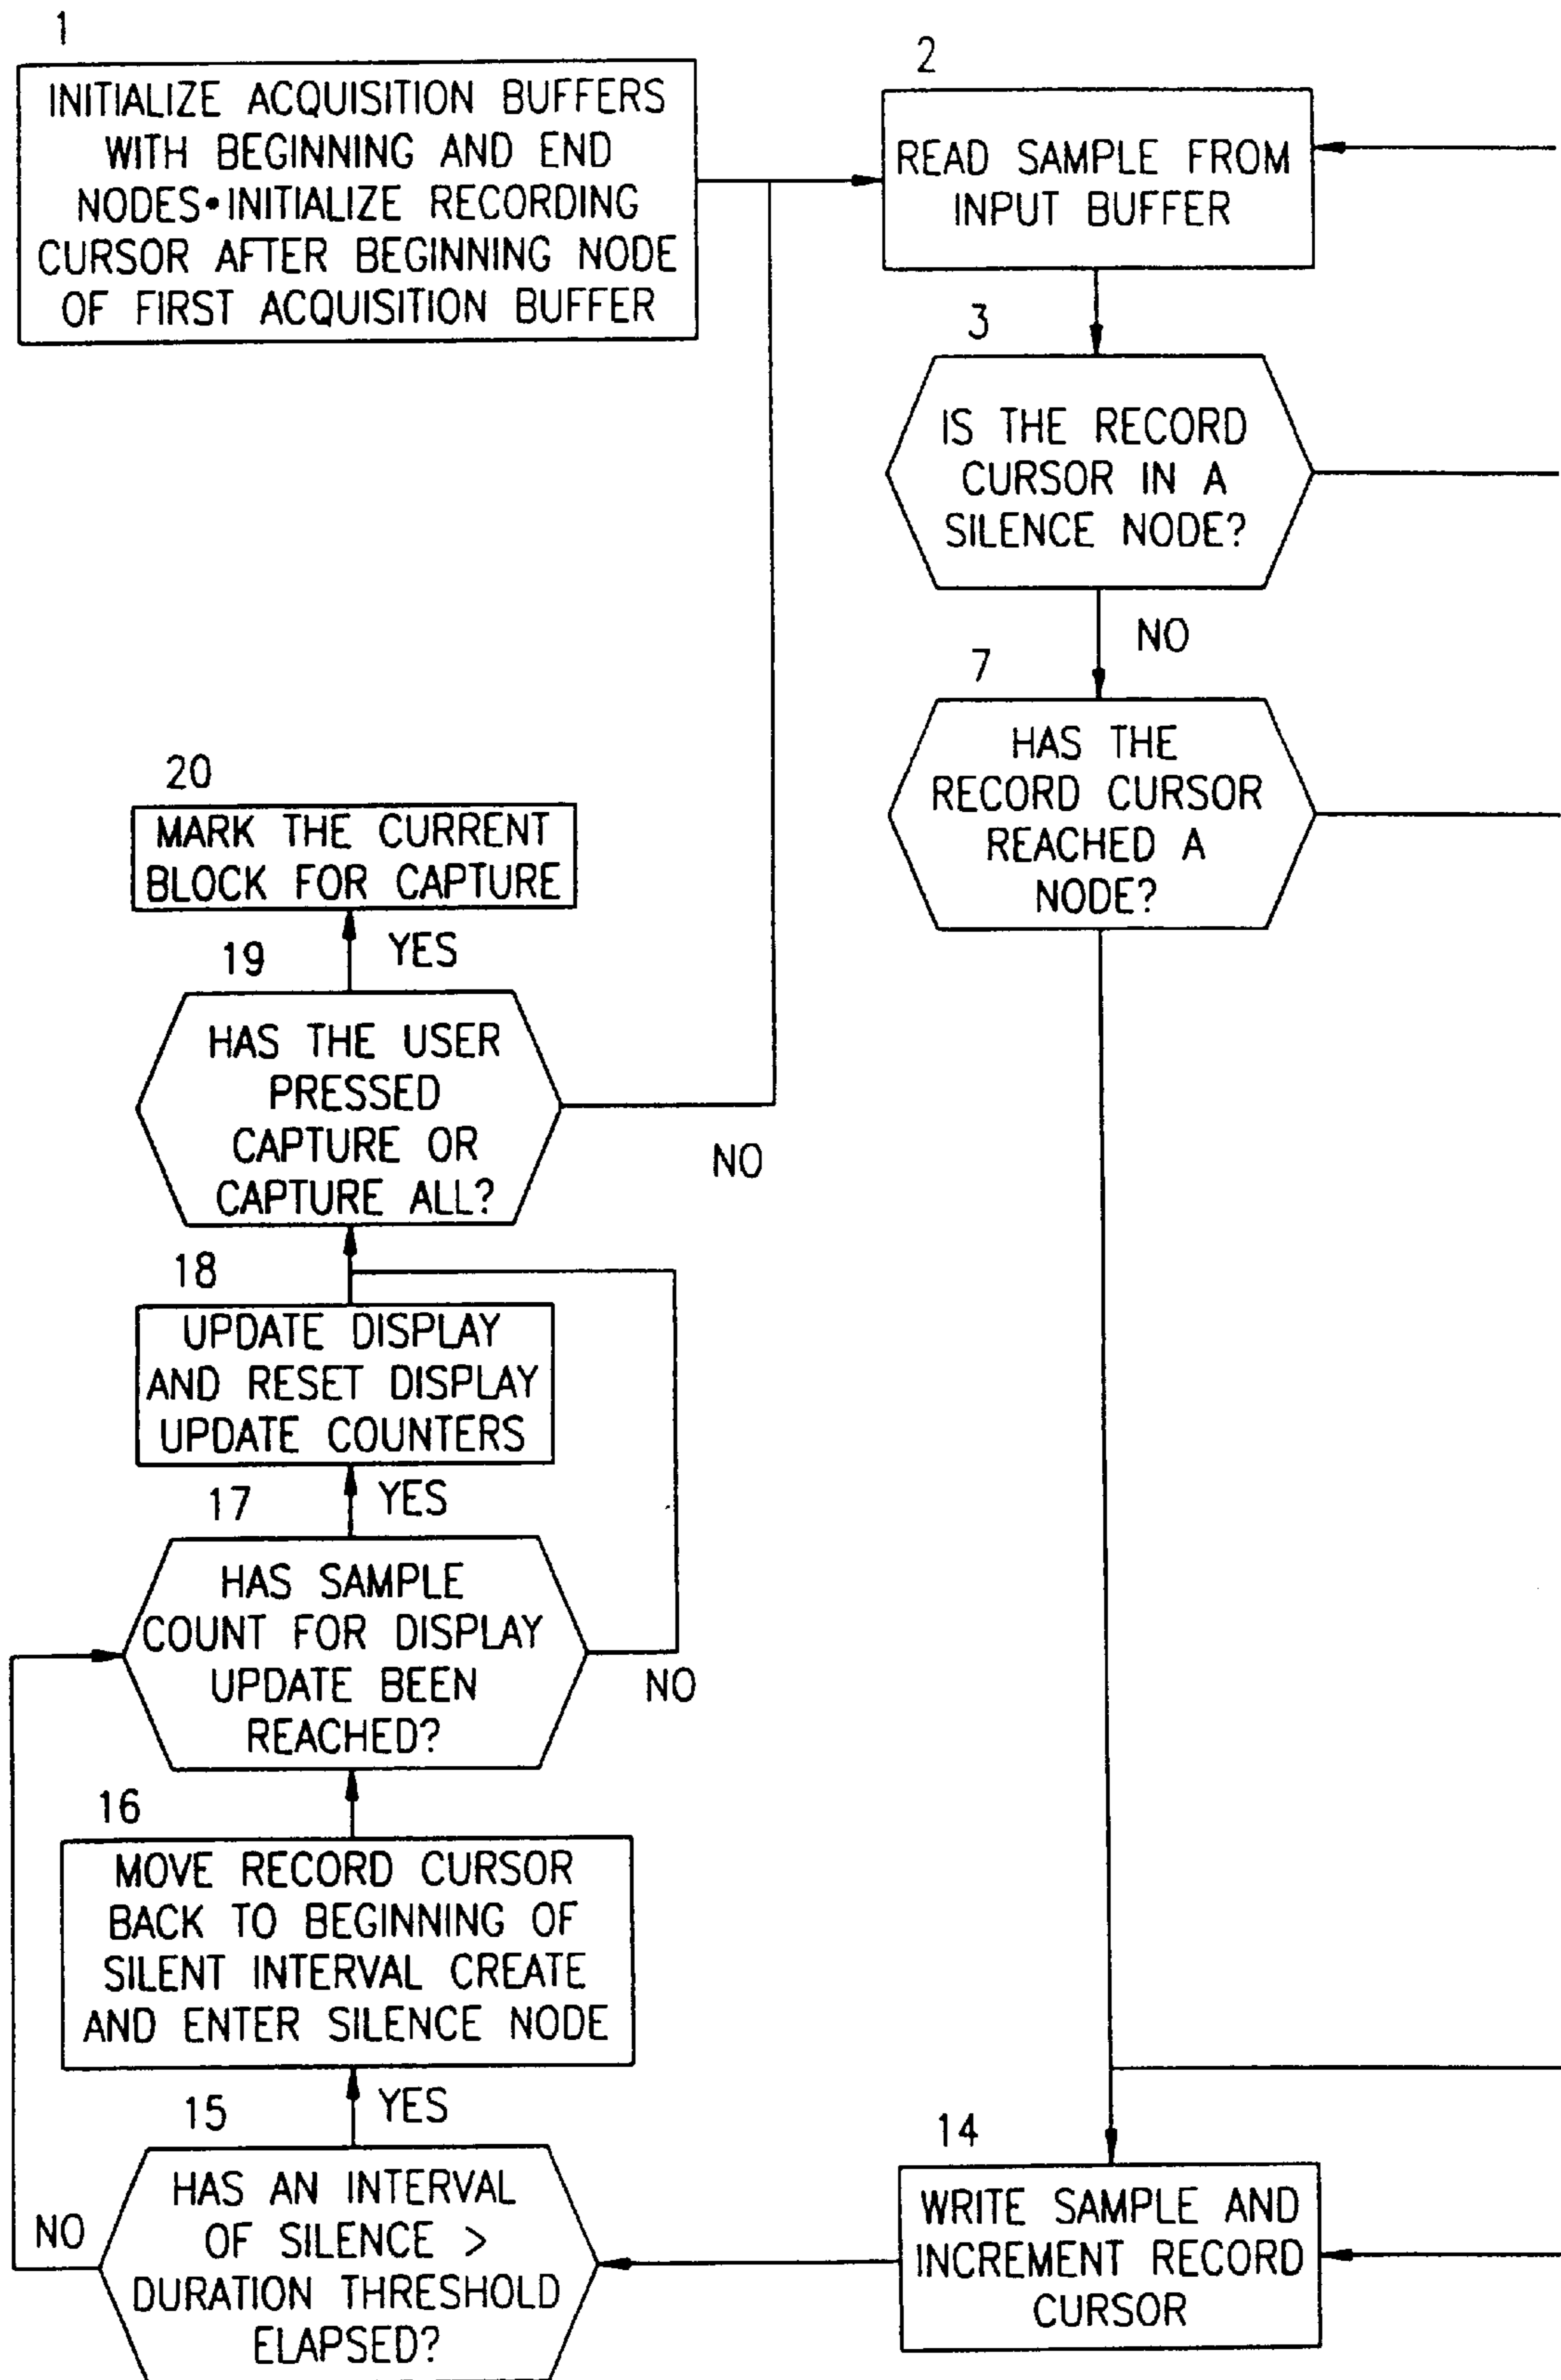 1
INITIALIZE ACQUISITION BUFFERS
WITH BEGINNING AND END
NODES•INITIALIZE RECORDING
CURSOR AFTER BEGINNING NODE
OF FIRST ACQUISITION BUFFER
2
READ SAMPLE FROM
INPUT BUFFER
3
IS THE RECORD
CURSOR IN A
SILENCE NODE?
NO
7
HAS THE
RECORD CURSOR
REACHED A
NODE?
20
MARK THE CURRENT
BLOCK FOR CAPTURE
YES
19
HAS THE USER
PRESSED
CAPTURE OR
CAPTURE ALL?
NO
18
UPDATE DISPLAY
AND RESET DISPLAY
UPDATE COUNTERS
YES
17
HAS SAMPLE
COUNT FOR DISPLAY
UPDATE BEEN
REACHED?
NO
16
MOVE RECORD CURSOR
BACK TO BEGINNING OF
SILENT INTERVAL CREATE
AND ENTER SILENCE NODE
YES
15
HAS AN INTERVAL
OF SILENCE >
DURATION THRESHOLD
ELAPSED?
NO
14
WRITE SAMPLE AND
INCREMENT RECORD
CURSOR